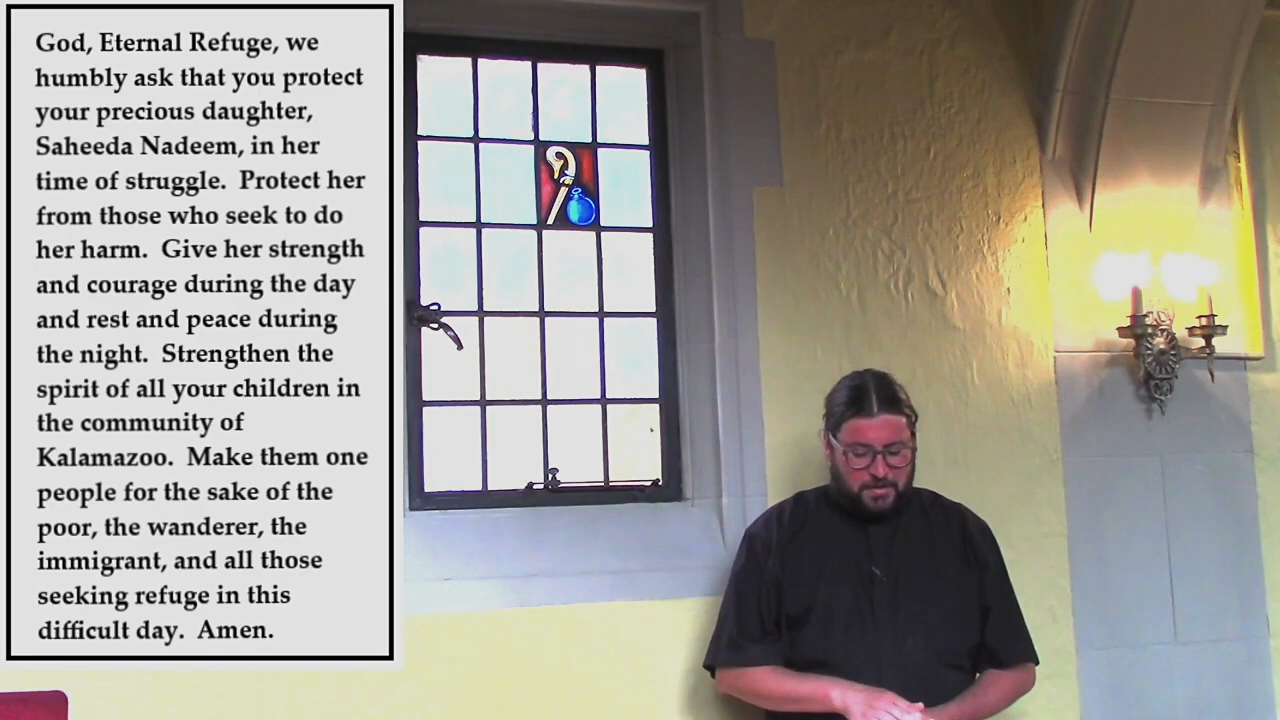 God, Eternal Refuge, we
humbly ask that you protect
your precious daughter,
Saheeda Nadeem, in her
time of struggle.  Protect her
from those who seek to do
her harm.  Give her strength
and courage during the day
and rest and peace during
the night.  Strengthen the
spirit of all your children in
the community of
Kalamazoo.  Make them one
people for the sake of the
poor, the wanderer, the
immigrant, and all those
seeking refuge in this
difficult day.  Amen.